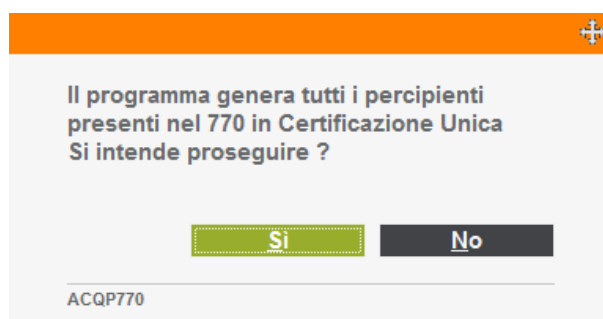 Il programma genera tutti i percipienti
presenti nel 770 in Certificazione Unica
Si intende proseguire ?
Sì
No
ACQP770